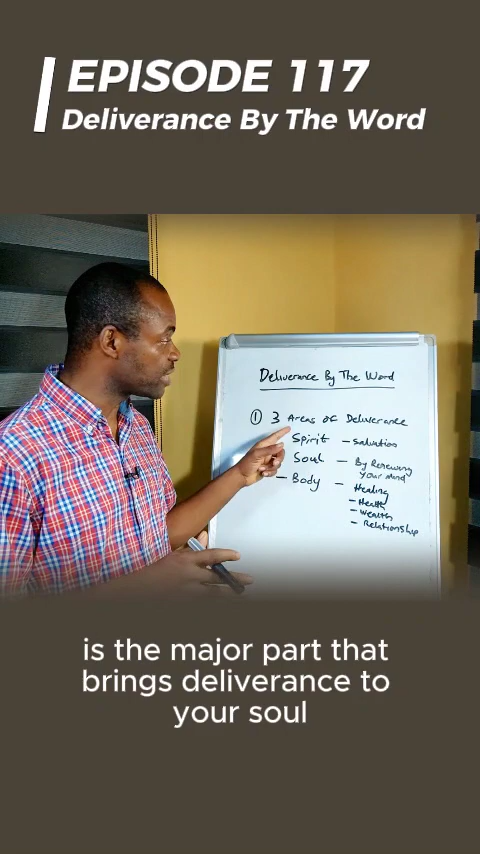 EPISODE 117
Deliverance By The Word
Deliverance By The Word
① 3 Areas of Deliverance
Spirit – Salvation
Soul – By Renewing
Your mind
– Body – Healing
– Health
– Wealth
– Relationship
is the major part that
brings deliverance to
your soul